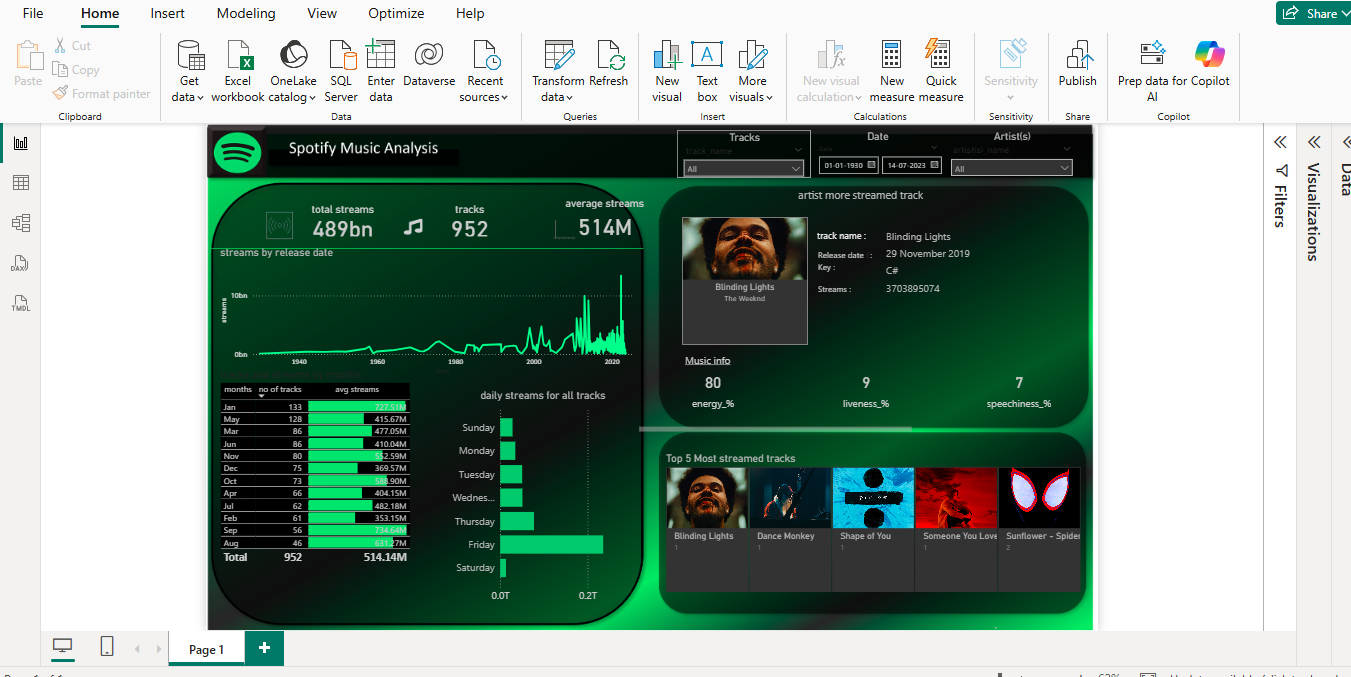 File Home Insert Modeling View Optimize Help
Share
Paste
Cut
Copy
Format painter
Clipboard
Get data
Excel workbook
OneLake catalog
SQL Server
Enter data
Dataverse
Recent sources
Data
Transform data
Refresh
Queries
New visual
Text box
More visuals
Insert
New visual calculation
New measure
Quick measure
Calculations
Sensitivity
Sensitivity
Publish
Share
Prep data for AI
Copilot
Copilot
Spotify Music Analysis
Tracks
track_name
All
Date
Date
01-01-1930 14-07-2023
Artist(s)
artist(s)_name
All
total streams
489bn
tracks
952
average streams
514M
streams by release date
streams
10bn
0bn
1940 1960 1980 2000 2020
months no of tracks avg streams
Jan 133 727.51M
May 128 415.67M
Mar 86 477.05M
Jun 86 410.04M
Nov 80 552.59M
Dec 75 369.57M
Oct 73 588.90M
Apr 66 404.15M
Jul 62 482.18M
Feb 61 353.15M
Sep 56 734.64M
Aug 46 631.27M
Total 952 514.14M
daily streams for all tracks
Sunday
Monday
Tuesday
Wednes...
Thursday
Friday
Saturday
0.0T 0.2T
artist more streamed track
Blinding Lights
The Weeknd
track name : Blinding Lights
Release date : 29 November 2019
Key : C#
Streams : 3703895074
Music info
80
energy_%
9
liveness_%
7
speechiness_%
Top 5 Most streamed tracks
Blinding Lights
1
Dance Monkey
1
Shape of You
1
Someone You Love
1
Sunflower - Spider
2
Filters
Visualizations
Data
DAX
TMDL
Page 1